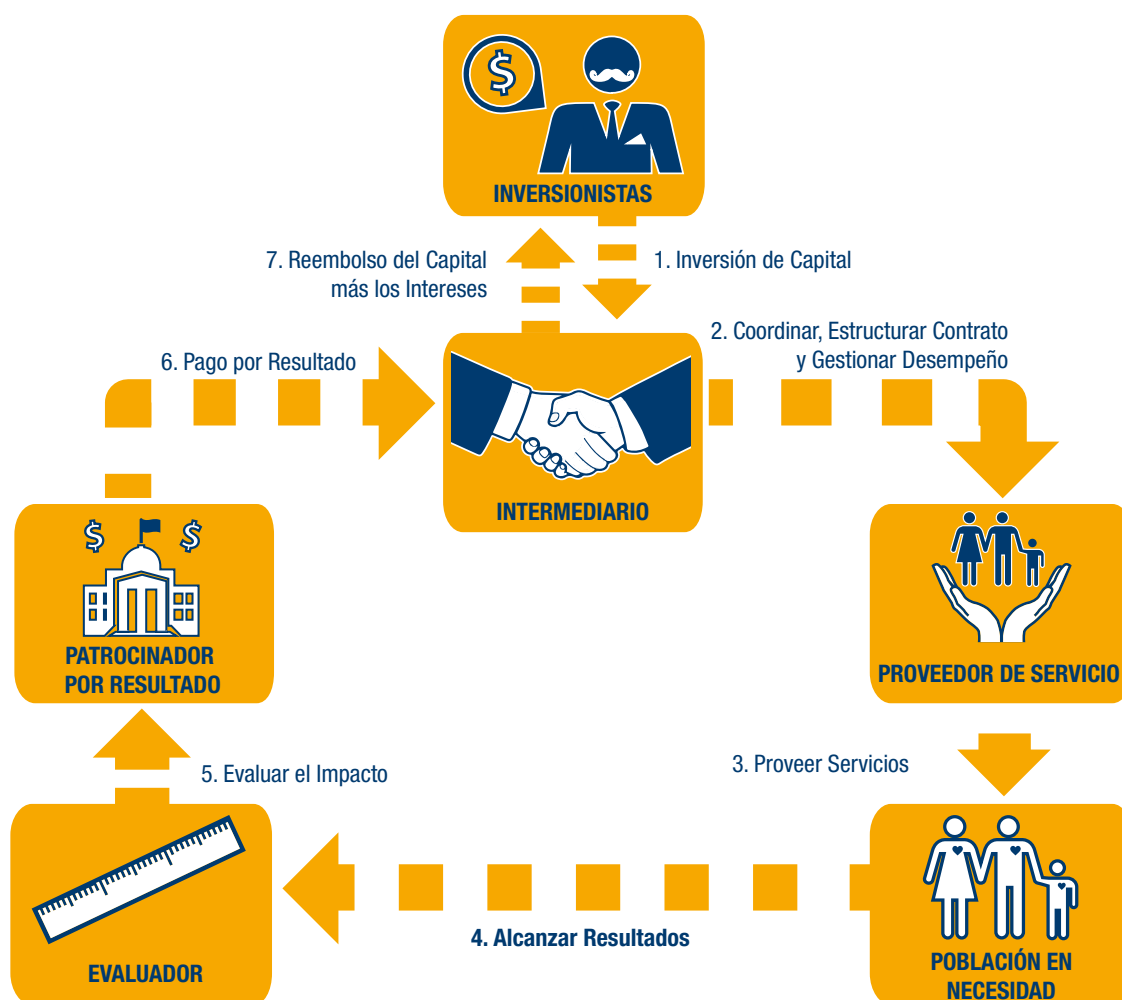 $
INVERSIONISTAS
7. Reembolso del Capital
más los Intereses
1. Inversión de Capital
2. Coordinar, Estructurar Contrato
y Gestionar Desempeño
6. Pago por Resultado
INTERMEDIARIO
$ $
PATROCINADOR
POR RESULTADO
PROVEEDOR DE SERVICIO
3. Proveer Servicios
5. Evaluar el Impacto
4. Alcanzar Resultados
EVALUADOR
POBLACIÓN EN
NECESIDAD